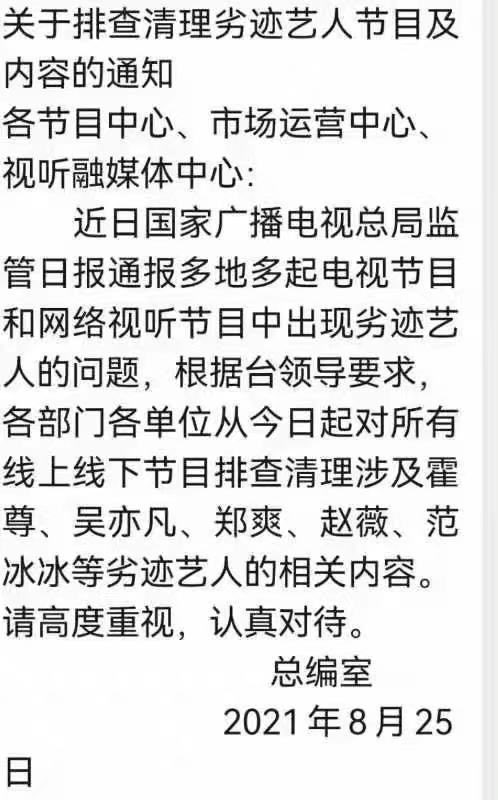 关于排查清理劣迹艺人节目及
内容的通知
各节目中心、市场运营中心、
视听融媒体中心:
近日国家广播电视总局监
管日报通报多地多起电视节目
和网络视听节目中出现劣迹艺
人的问题，根据台领导要求，
各部门各单位从今日起对所有
线上线下节目排查清理涉及霍
尊、吴亦凡、郑爽、赵薇、范
冰冰等劣迹艺人的相关内容。
请高度重视，认真对待。
总编室
2021年8月25
日